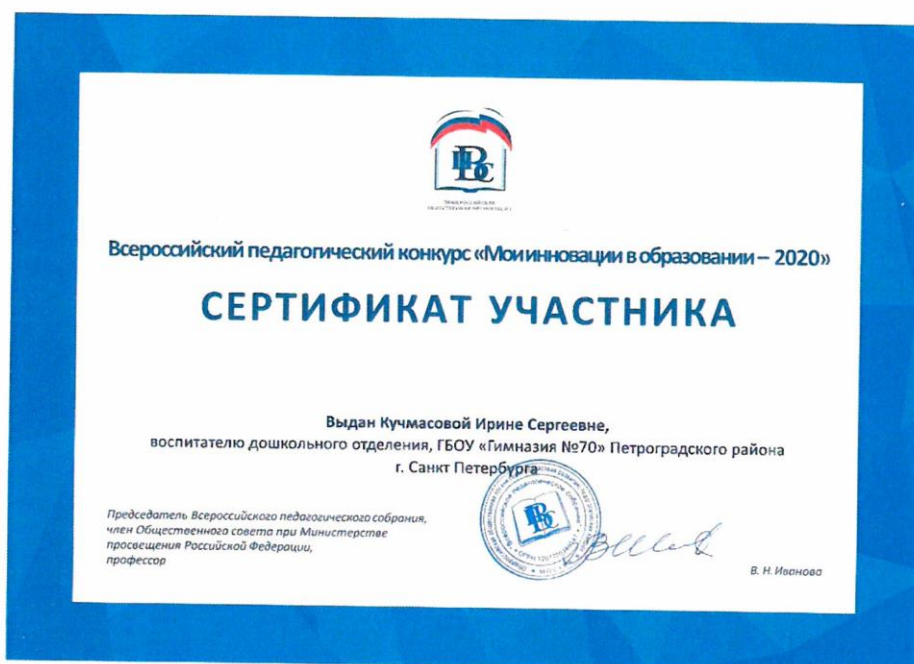 ВПС
Всероссийский педагогический конкурс «Мои инновации в образовании – 2020»
СЕРТИФИКАТ УЧАСТНИКА
Выдан Кучмасовой Ирине Сергеевне,
воспитателю дошкольного отделения, ГБОУ «Гимназия №70» Петроградского района
г. Санкт Петербурга
Председатель Всероссийского педагогического собрания,
член Общественного совета при Министерстве
просвещения Российской Федерации,
профессор
В. Н. Иванова